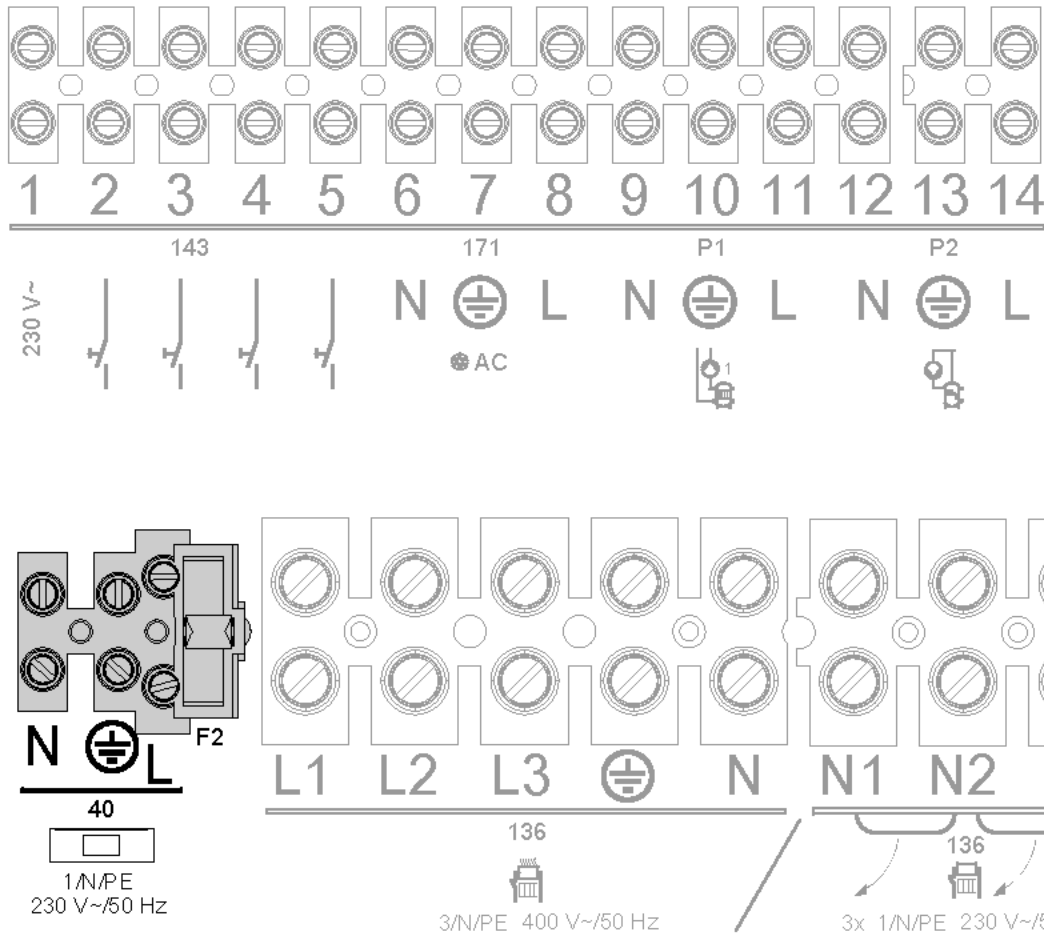 1 2 3 4 5 6 7 8 9 10 11 12 13 14
143 171 P1 P2
230 V~
N L N L N L
AC
1
N L F2
40
1/N/PE
230 V~/50 Hz
L1 L2 L3 N N1 N2
136 136
3/N/PE 400 V~/50 Hz
3x 1/N/PE 230 V~/5